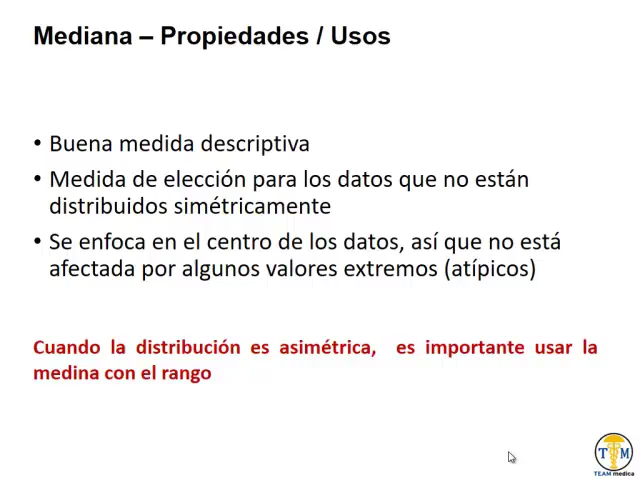 Mediana – Propiedades / Usos
• Buena medida descriptiva
• Medida de elección para los datos que no están
distribuidos simétricamente
• Se enfoca en el centro de los datos, así que no está
afectada por algunos valores extremos (atípicos)
Cuando la distribución es asimétrica, es importante usar la
medina con el rango
T M
TEAM medica